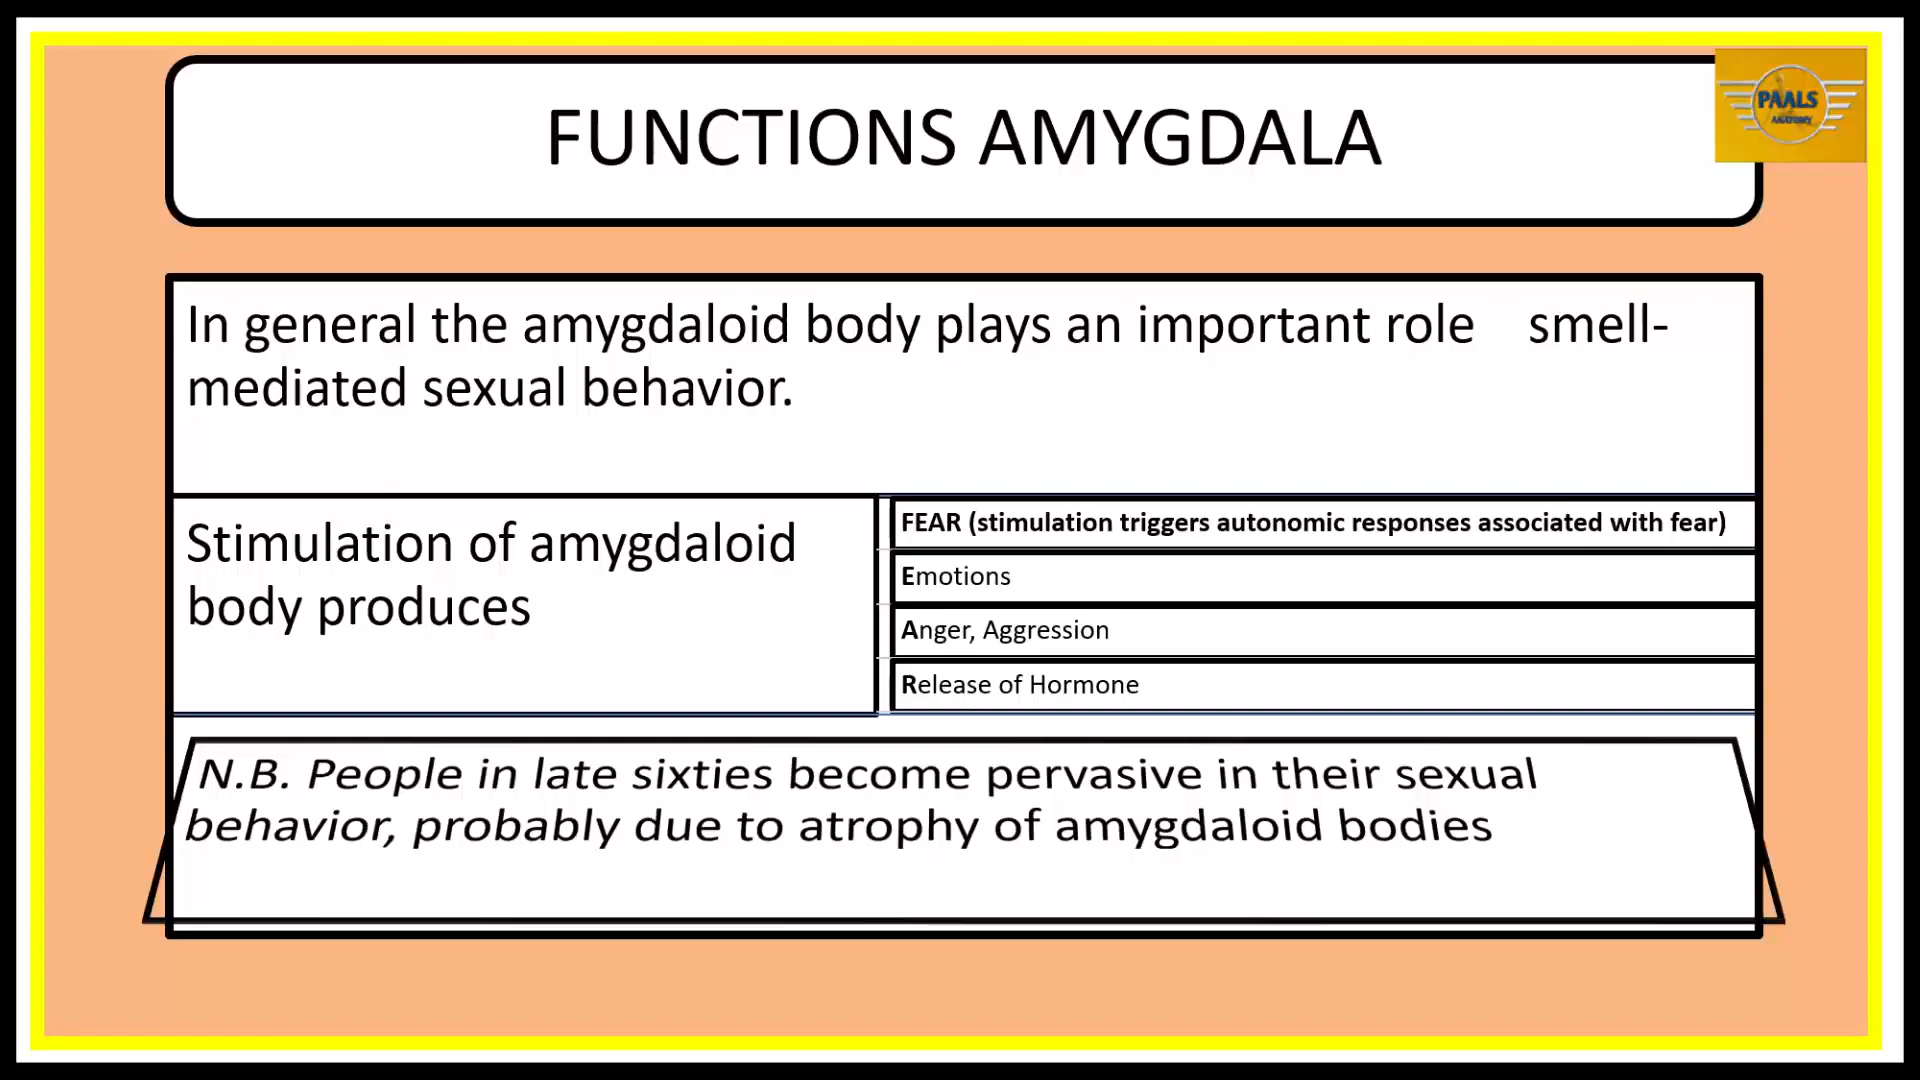 PAALS
ANATOMY
FUNCTIONS AMYGDALA
In general the amygdaloid body plays an important role smell-
mediated sexual behavior.
Stimulation of amygdaloid
body produces
FEAR (stimulation triggers autonomic responses associated with fear)
Emotions
Anger, Aggression
Release of Hormone
N.B. People in late sixties become pervasive in their sexual
behavior, probably due to atrophy of amygdaloid bodies